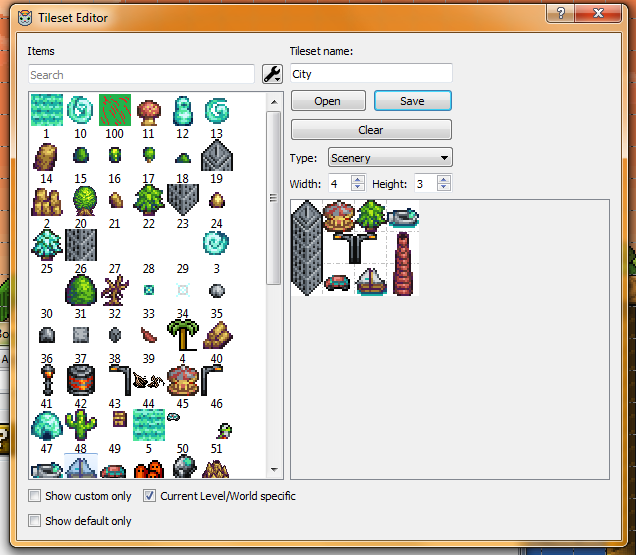 Tileset Editor
Items
Tileset name:
Search
City
Open
Save
Clear
Type:
Scenery
Width:
4
Height:
3
1 10 100 11 12 13
14 15 16 17 18 19
2 20 21 22 23 24
25 26 27 28 29 3
30 31 32 33 34 35
36 37 38 39 4 40
41 42 43 44 45 46
47 48 49 5 50 51
Show custom only
Current Level/World specific
Show default only